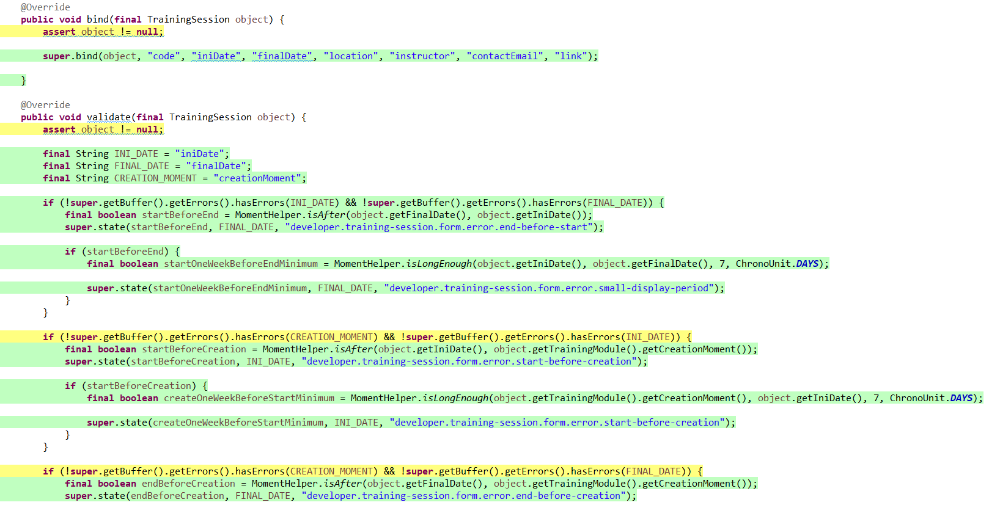 @Override
public void bind(final TrainingSession object) {
assert object != null;
super.bind(object, "code", "iniDate", "finalDate", "location", "instructor", "contactEmail", "link");
}
@Override
public void validate(final TrainingSession object) {
assert object != null;
final String INI_DATE = "iniDate";
final String FINAL_DATE = "finalDate";
final String CREATION_MOMENT = "creationMoment";
if (!super.getBuffer().getErrors().hasErrors(INI_DATE) && !super.getBuffer().getErrors().hasErrors(FINAL_DATE)) {
final boolean startBeforeEnd = MomentHelper.isAfter(object.getFinalDate(), object.getIniDate());
super.state(startBeforeEnd, FINAL_DATE, "developer.training-session.form.error.end-before-start");
if (startBeforeEnd) {
final boolean startOneWeekBeforeEndMinimum = MomentHelper.isLongEnough(object.getIniDate(), object.getFinalDate(), 7, ChronoUnit.DAYS);
super.state(startOneWeekBeforeEndMinimum, FINAL_DATE, "developer.training-session.form.error.small-display-period");
}
}
if (!super.getBuffer().getErrors().hasErrors(CREATION_MOMENT) && !super.getBuffer().getErrors().hasErrors(INI_DATE)) {
final boolean startBeforeCreation = MomentHelper.isAfter(object.getIniDate(), object.getTrainingModule().getCreationMoment());
super.state(startBeforeCreation, INI_DATE, "developer.training-session.form.error.start-before-creation");
if (startBeforeCreation) {
final boolean createOneWeekBeforeStartMinimum = MomentHelper.isLongEnough(object.getTrainingModule().getCreationMoment(), object.getIniDate(), 7, ChronoUnit.DAYS);
super.state(createOneWeekBeforeStartMinimum, INI_DATE, "developer.training-session.form.error.start-before-creation");
}
}
if (!super.getBuffer().getErrors().hasErrors(CREATION_MOMENT) && !super.getBuffer().getErrors().hasErrors(FINAL_DATE)) {
final boolean endBeforeCreation = MomentHelper.isAfter(object.getFinalDate(), object.getTrainingModule().getCreationMoment());
super.state(endBeforeCreation, FINAL_DATE, "developer.training-session.form.error.end-before-creation");